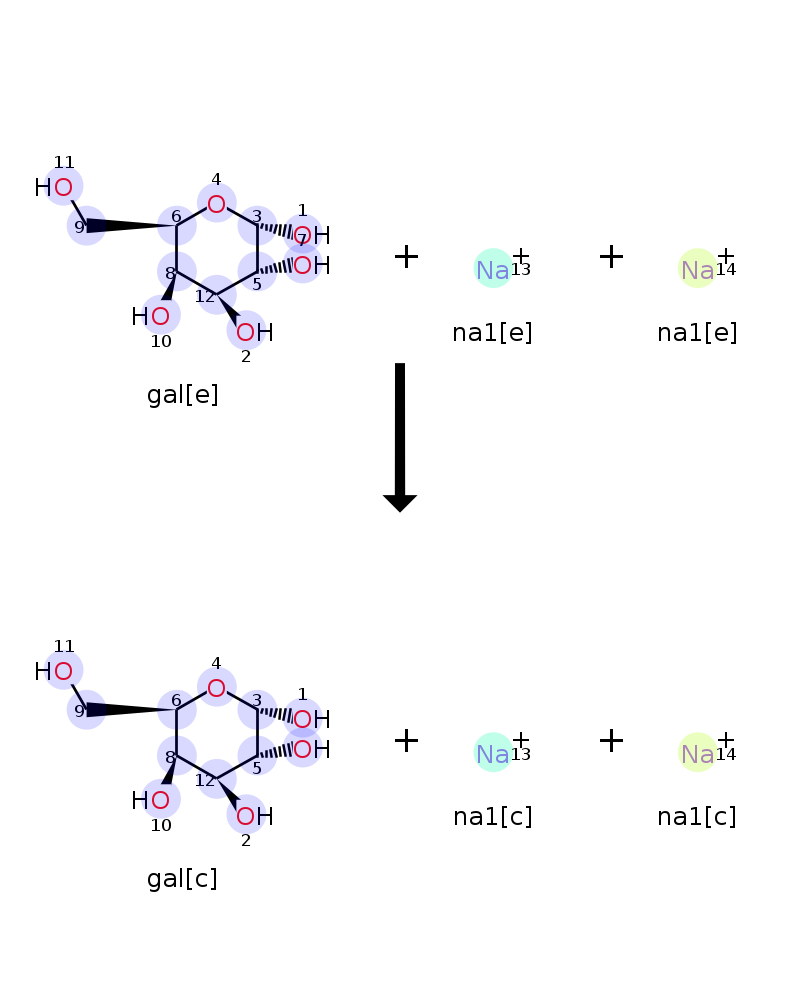 11
HO
9
6
4
O
3
1
OH
7
OH
5
8
12
HO
10
OH
2
gal[e]
+
Na+
13
na1[e]
+
Na+
14
na1[e]
11
HO
9
6
4
O
3
1
OH
OH
5
8
12
HO
10
OH
2
gal[c]
+
Na+
13
na1[c]
+
Na+
14
na1[c]